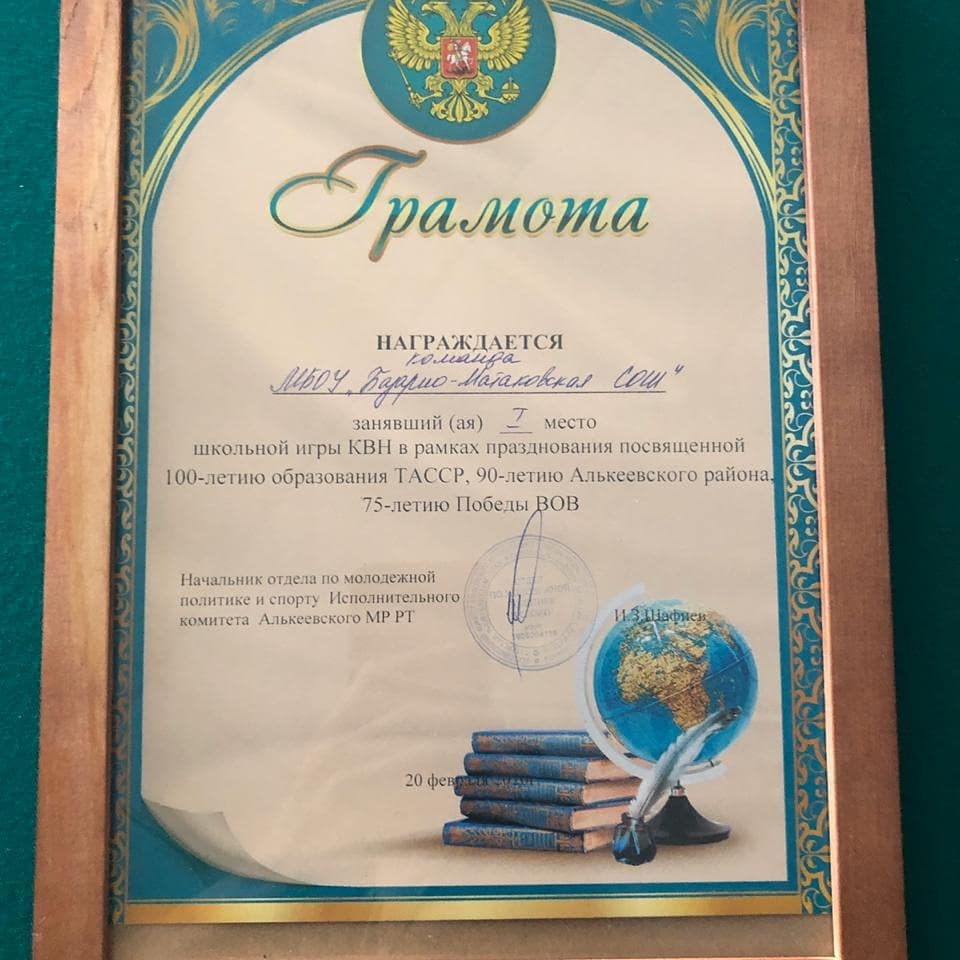 Грамота
НАГРАЖДАЕТСЯ
команда
МБОУ „Базарно-Матаковская СОШ"
занявший (ая) I место
школьной игры КВН в рамках празднования посвященной
100-летию образования ТАССР, 90-летию Алькеевского района,
75-летию Победы ВОВ
Начальник отдела по молодежной
политике и спорту Исполнительного
комитета Алькеевского МР РТ
И.З.Шафиев
20 февраля 2020г.